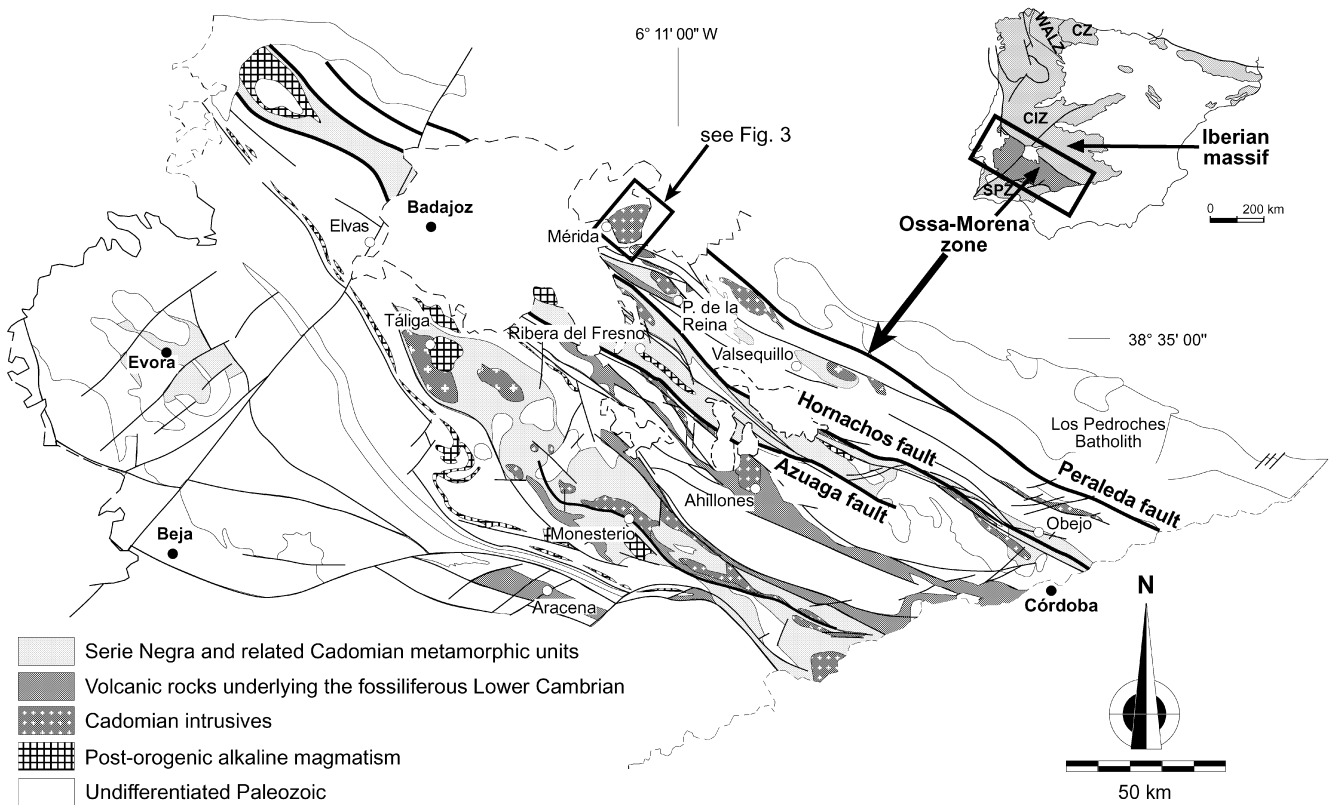 6° 11' 00" W
WALZ
CZ
see Fig. 3
CIZ
Iberian
massif
SPZ
0 200 km
Badajoz
Elvas
Mérida
Ossa-Morena
zone
P. de la
Reina
Táliga
Ribera del Fresno
38° 35' 00"
Evora
Valsequillo
Hornachos fault
Los Pedroches
Batholith
Azuaga fault
Peraleda fault
Ahillones
Obejo
Monesterio
Beja
Aracena
Córdoba
N
Serie Negra and related Cadomian metamorphic units
Volcanic rocks underlying the fossiliferous Lower Cambrian
Cadomian intrusives
Post-orogenic alkaline magmatism
Undifferentiated Paleozoic
50 km